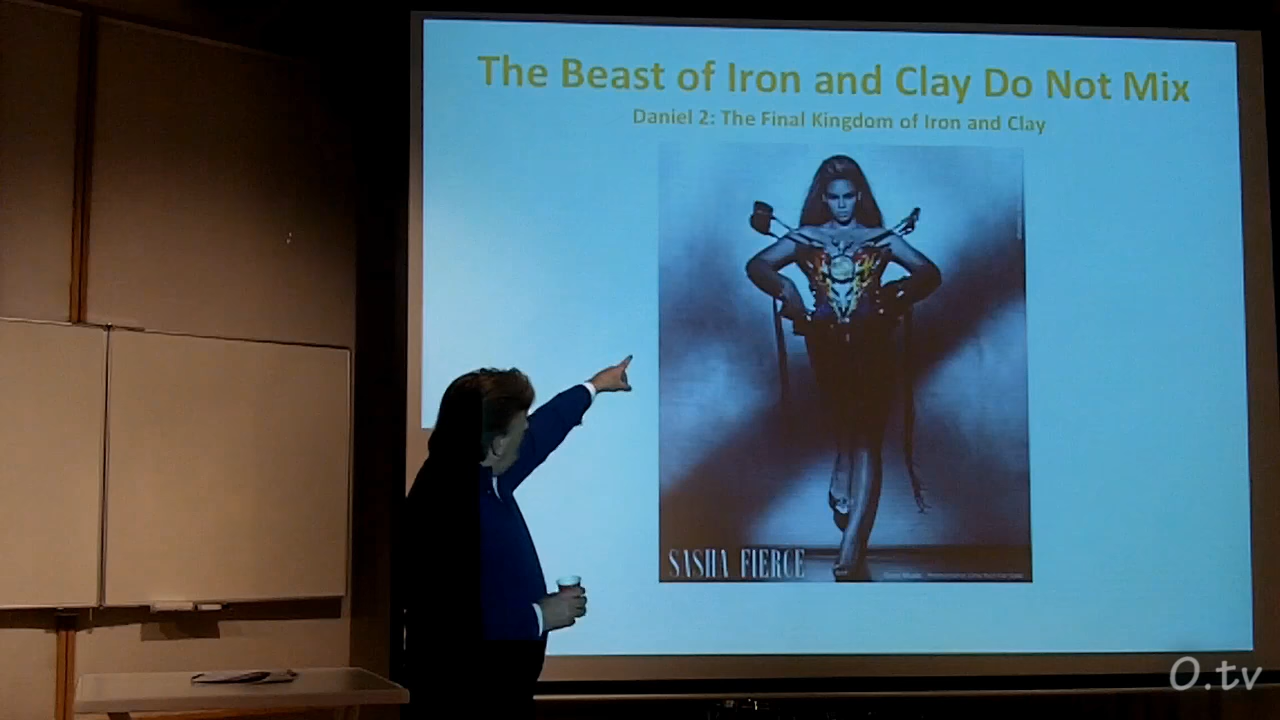 The Beast of Iron and Clay Do Not Mix
Daniel 2: The Final Kingdom of Iron and Clay
SASHA FIERCE
O.tv